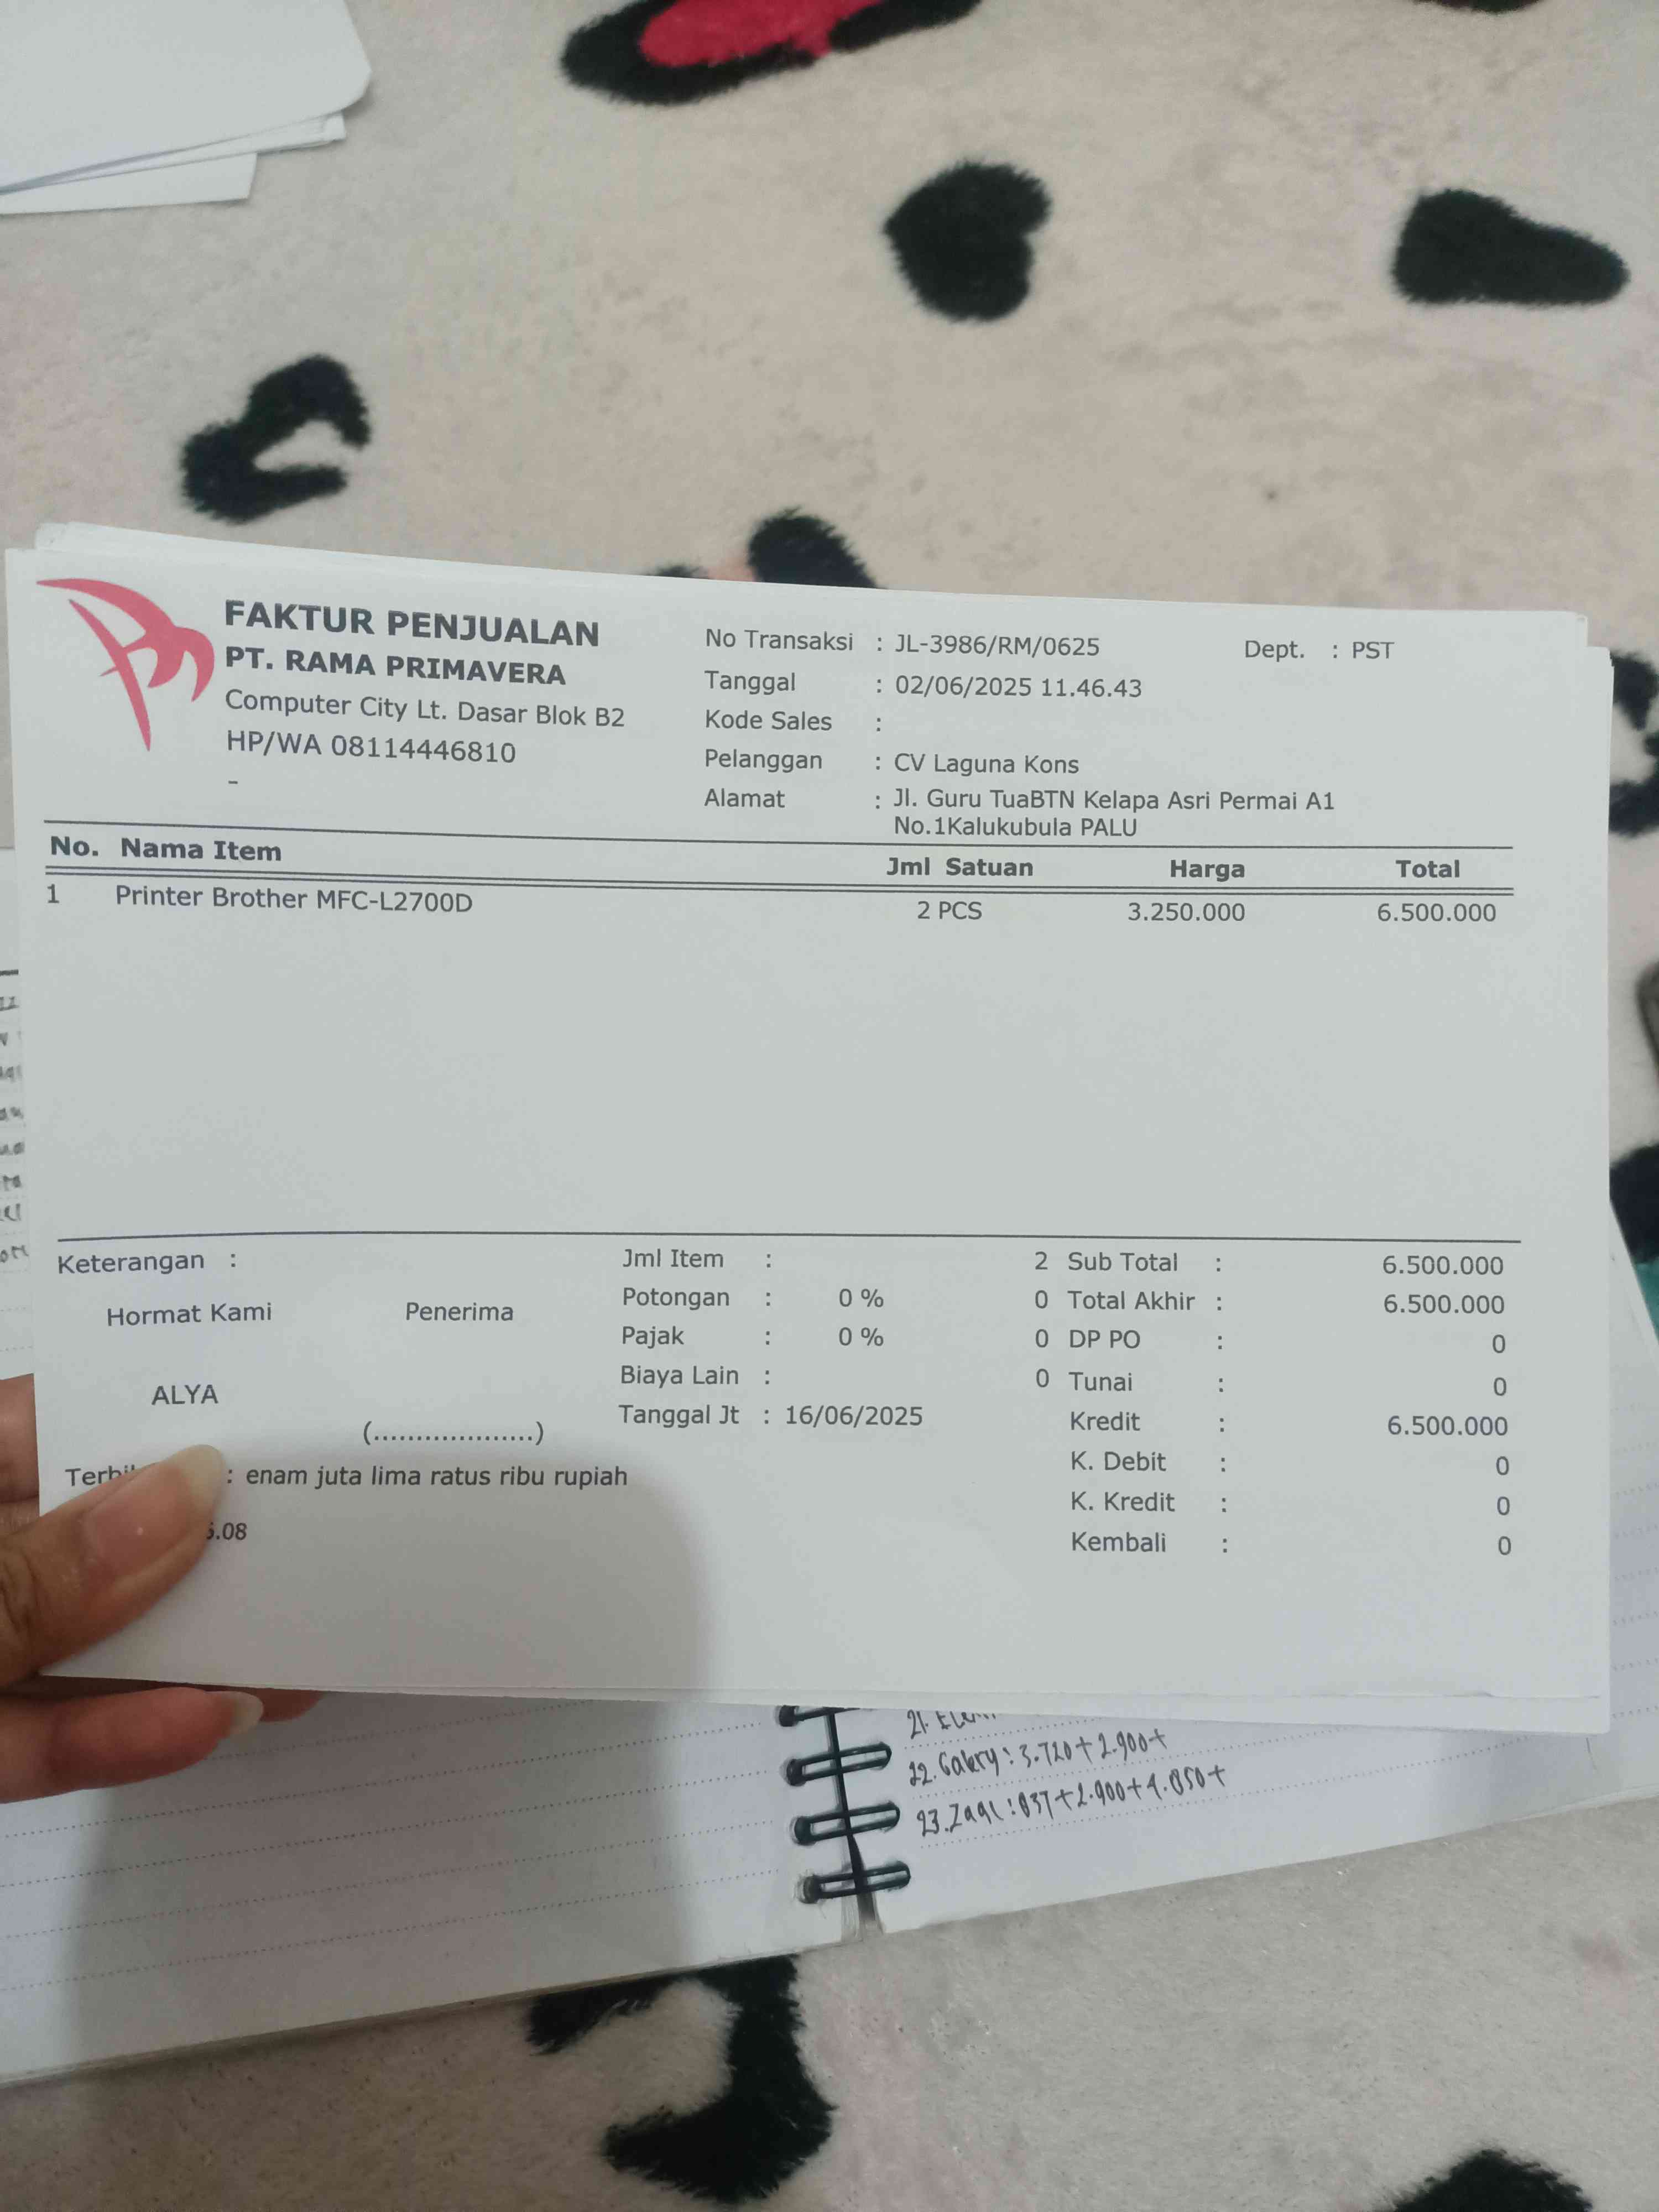 FAKTUR PENJUALAN
PT. RAMA PRIMAVERA
Computer City Lt. Dasar Blok B2
HP/WA 08114446810
-
No Transaksi : JL-3986/RM/0625 Dept. : PST
Tanggal : 02/06/2025 11.46.43
Kode Sales :
Pelanggan : CV Laguna Kons
Alamat : Jl. Guru TuaBTN Kelapa Asri Permai A1
No.1Kalukubula PALU
No. Nama Item Jml Satuan Harga Total
1 Printer Brother MFC-L2700D 2 PCS 3.250.000 6.500.000
Keterangan :
Hormat Kami Penerima
ALYA
(...................)
Jml Item : 2
Potongan : 0 % 0
Pajak : 0 % 0
Biaya Lain : 0
Tanggal Jt : 16/06/2025
Sub Total : 6.500.000
Total Akhir : 6.500.000
DP PO : 0
Tunai : 0
Kredit : 6.500.000
K. Debit : 0
K. Kredit : 0
Kembali : 0
: enam juta lima ratus ribu rupiah
.08
21.
22. : 3.720+2.900+
23. : 837+2.900+